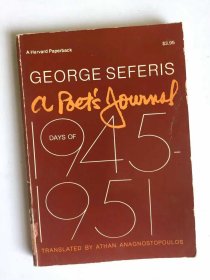 A Harvard Paperback $3.95
GEORGE SEFERIS
a Poet's Journal
DAYS OF
1945-
1951
TRANSLATED BY ATHAN ANAGNOSTOPOULOS